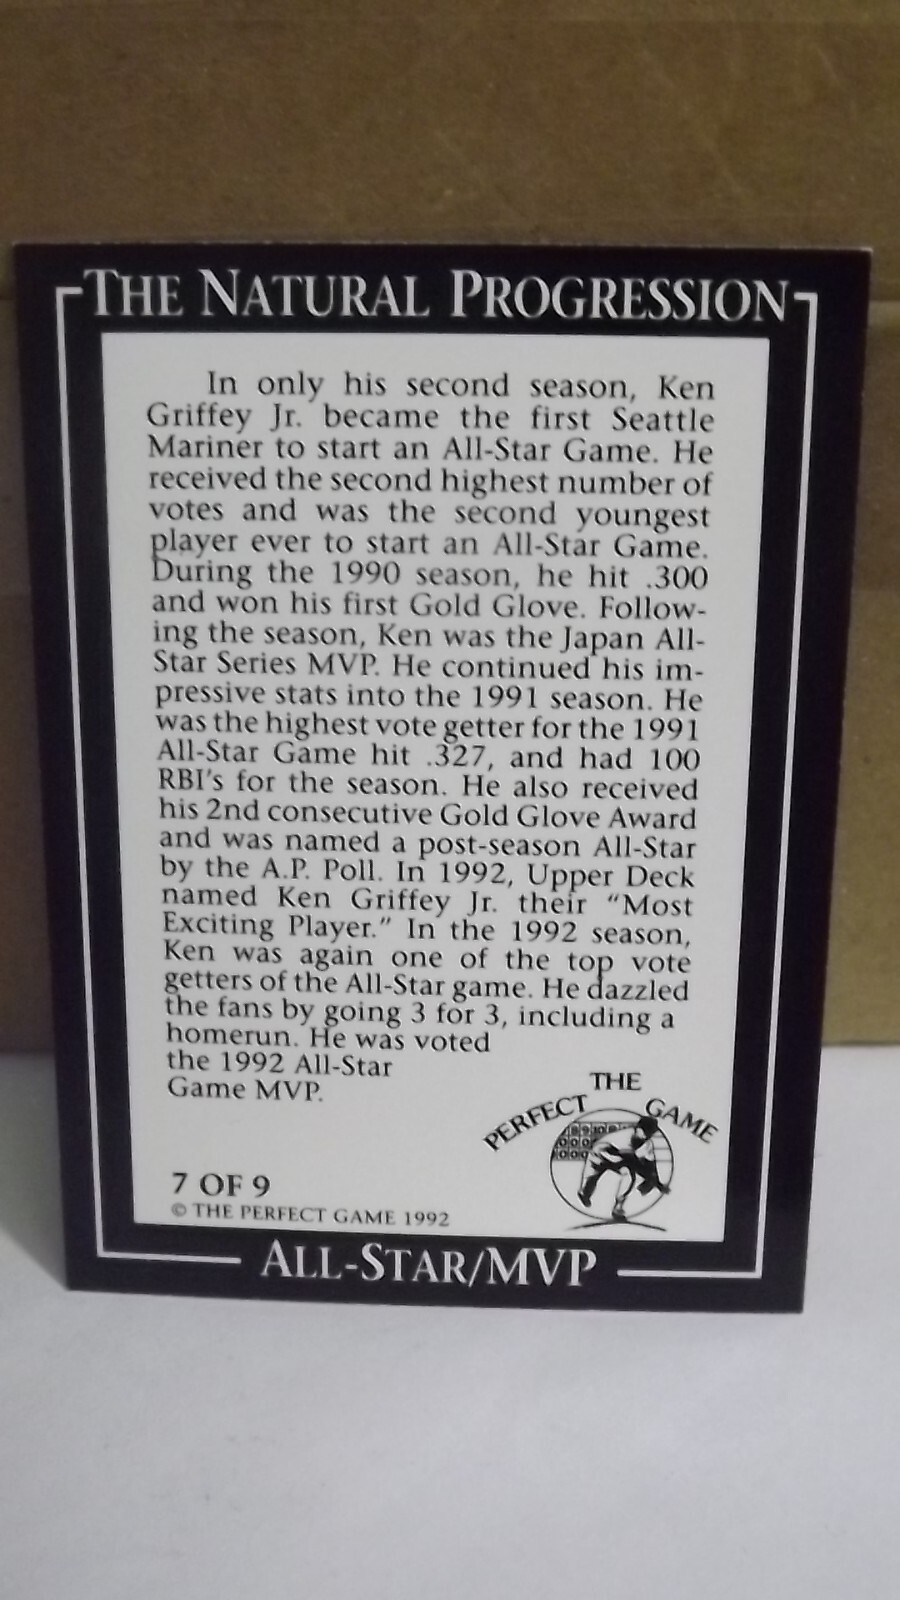 THE NATURAL PROGRESSION
In only his second season, Ken
Griffey Jr. became the first Seattle
Mariner to start an All-Star Game. He
received the second highest number of
votes and was the second youngest
player ever to start an All-Star Game.
During the 1990 season, he hit .300
and won his first Gold Glove. Follow-
ing the season, Ken was the Japan All-
Star Series MVP. He continued his im-
pressive stats into the 1991 season. He
was the highest vote getter for the 1991
All-Star Game hit .327, and had 100
RBI's for the season. He also received
his 2nd consecutive Gold Glove Award
and was named a post-season All-Star
by the A.P. Poll. In 1992, Upper Deck
named Ken Griffey Jr. their “Most
Exciting Player.” In the 1992 season,
Ken was again one of the top vote
getters of the All-Star game. He dazzled
the fans by going 3 for 3, including a
homerun. He was voted
the 1992 All-Star
Game MVP.
THE PERFECT GAME
7 OF 9
© THE PERFECT GAME 1992
ALL-STAR/MVP